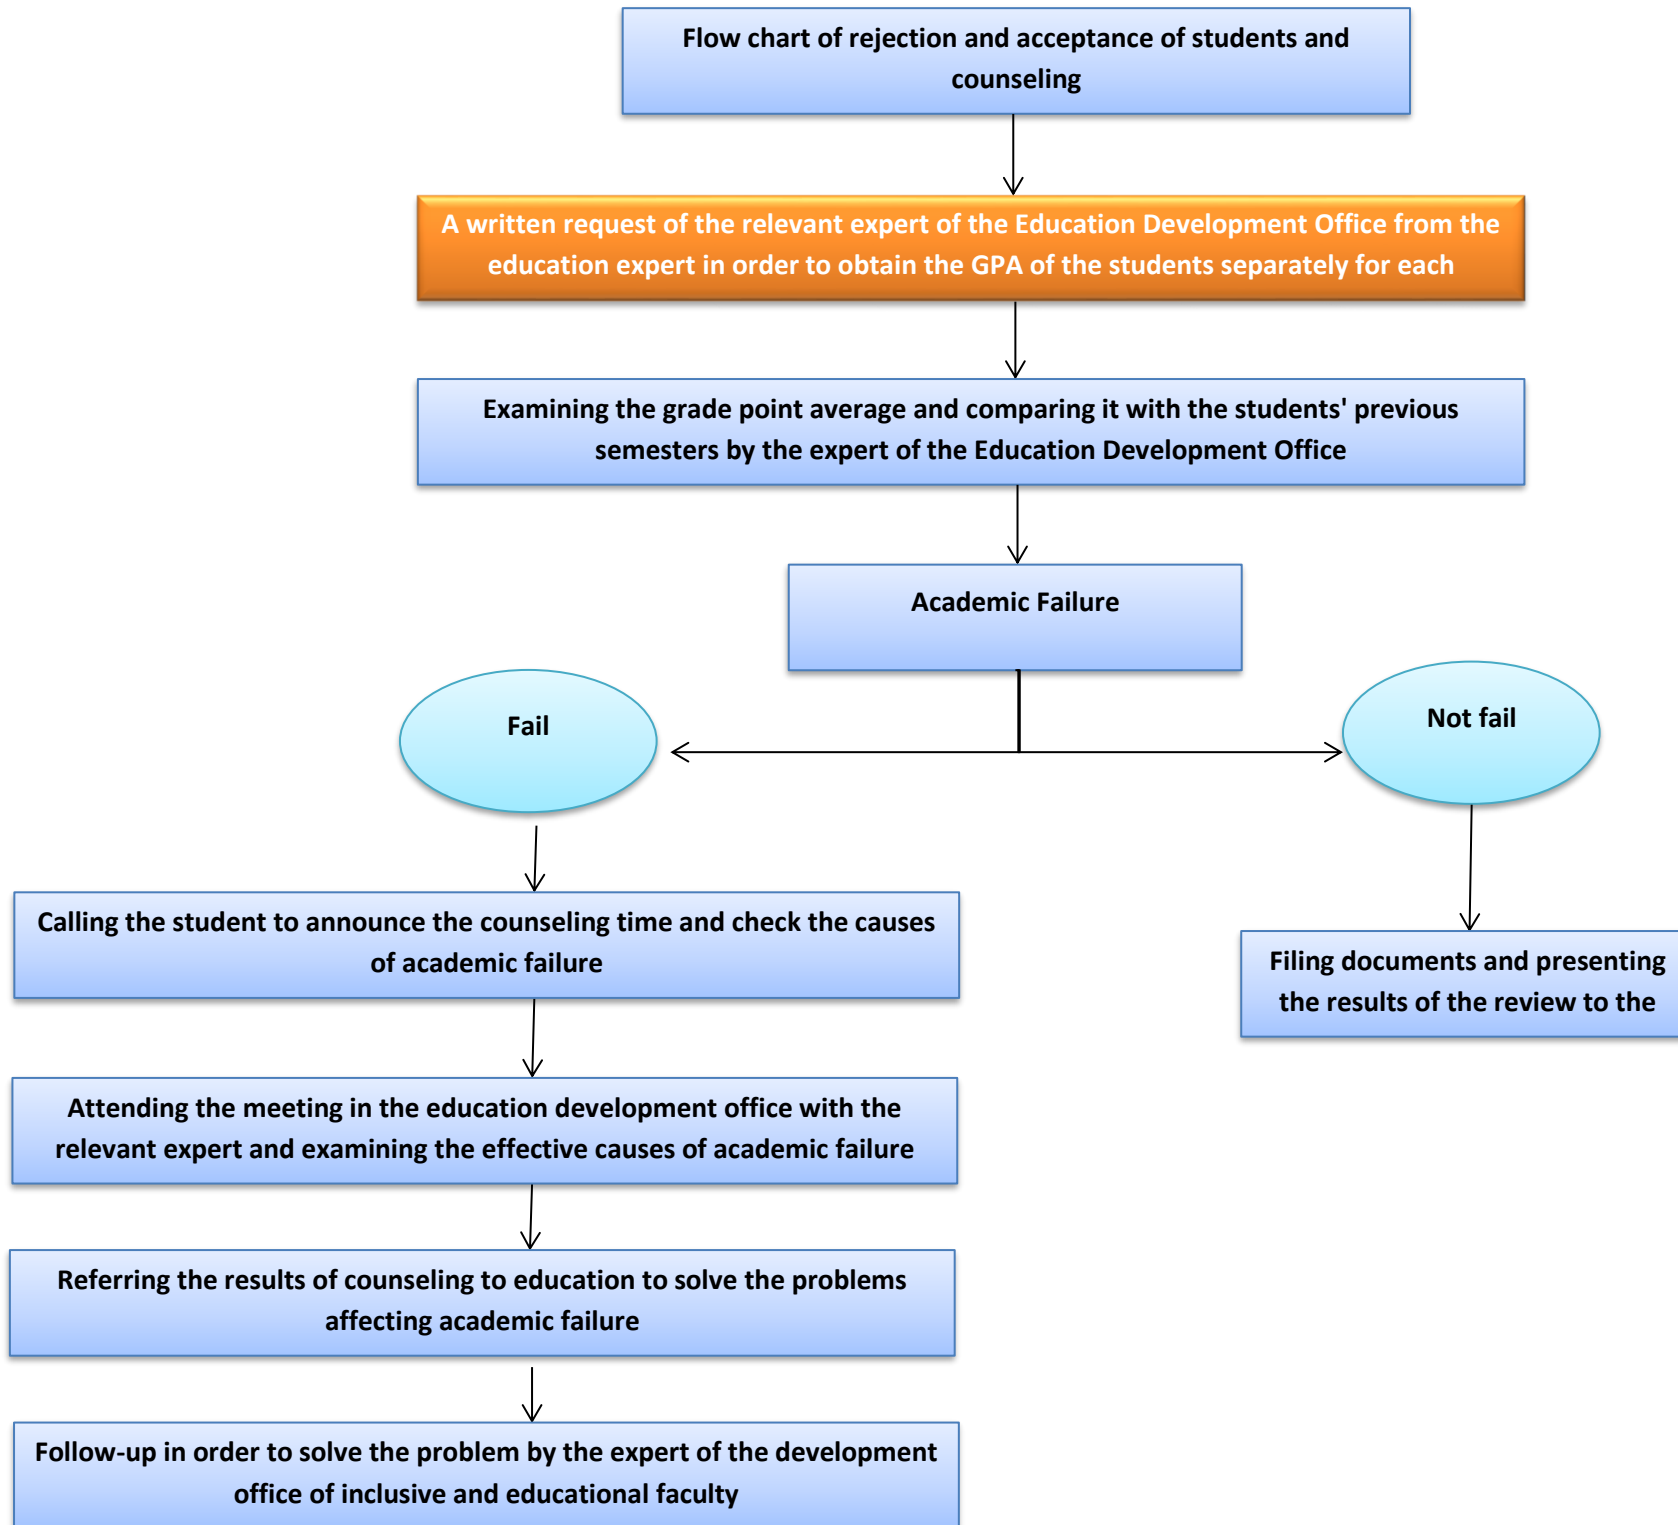 Flow chart of rejection and acceptance of students and
counseling
A written request of the relevant expert of the Education Development Office from the
education expert in order to obtain the GPA of the students separately for each
Examining the grade point average and comparing it with the students' previous
semesters by the expert of the Education Development Office
Academic Failure
Fail
Not fail
Calling the student to announce the counseling time and check the causes
of academic failure
Filing documents and presenting
the results of the review to the
Attending the meeting in the education development office with the
relevant expert and examining the effective causes of academic failure
Referring the results of counseling to education to solve the problems
affecting academic failure
Follow-up in order to solve the problem by the expert of the development
office of inclusive and educational faculty